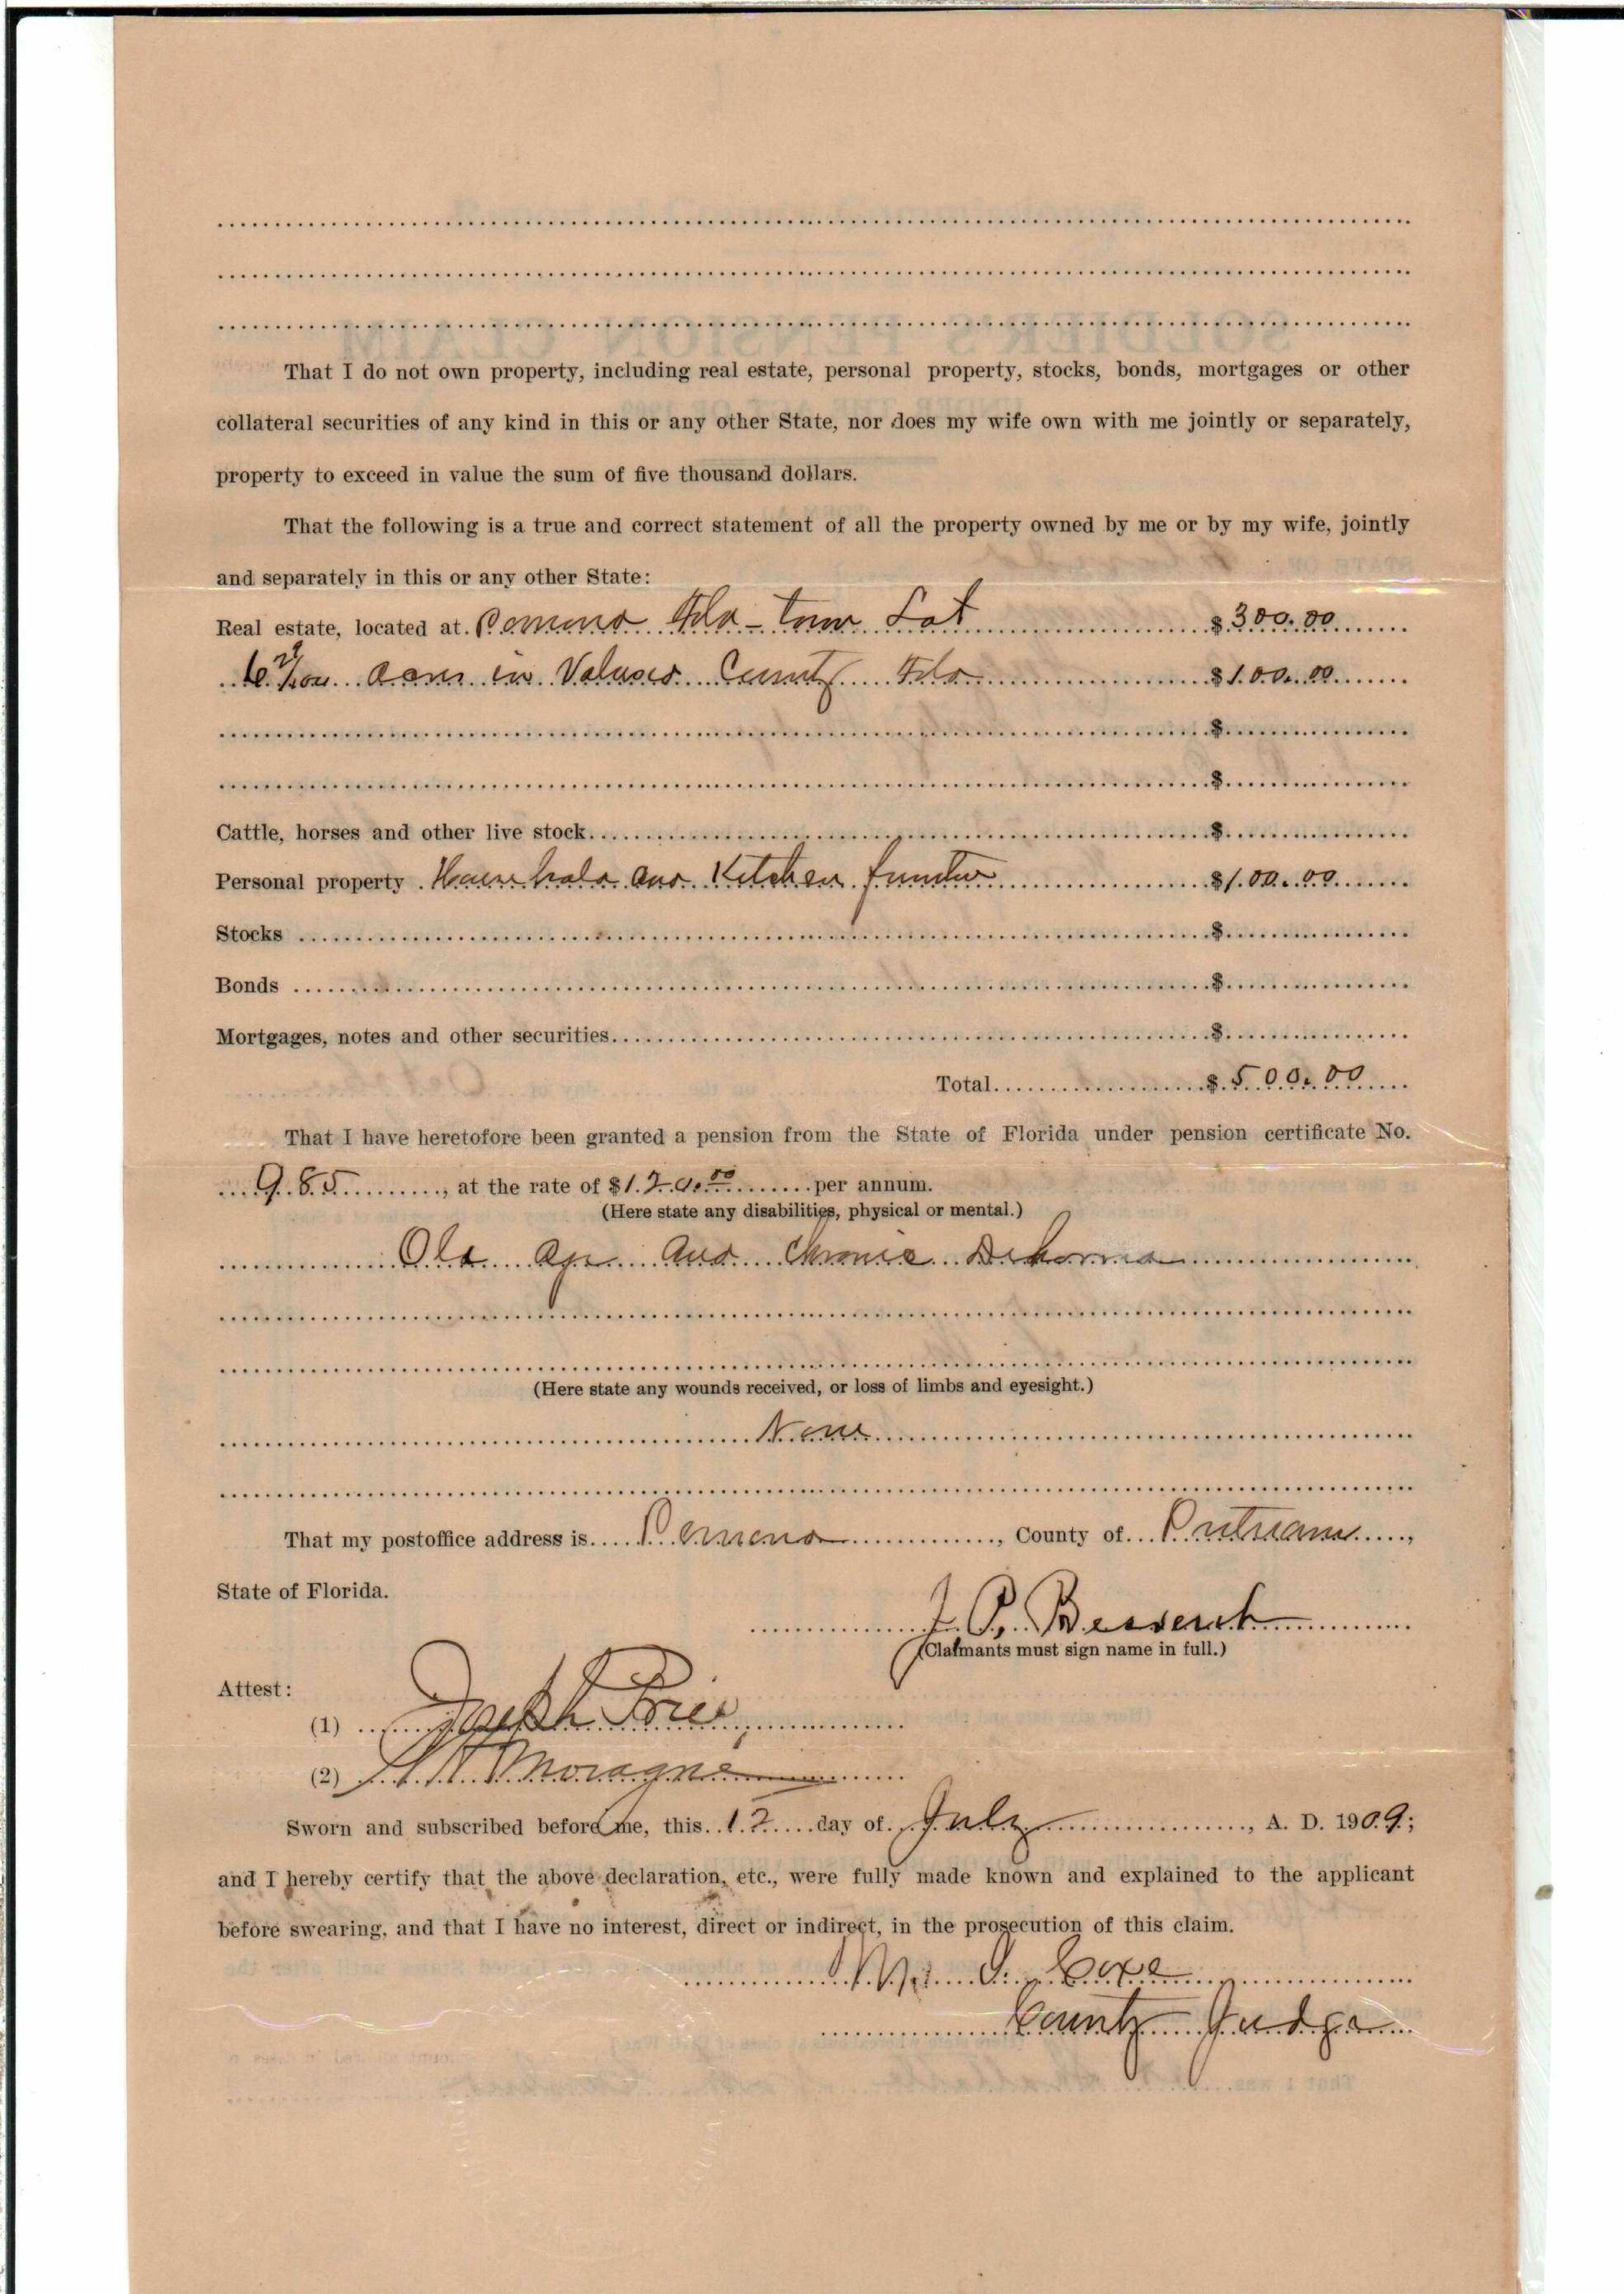 That I do not own property, including real estate, personal property, stocks, bonds, mortgages or other
collateral securities of any kind in this or any other State, nor does my wife own with me jointly or separately,
property to exceed in value the sum of five thousand dollars.
That the following is a true and correct statement of all the property owned by me or by my wife, jointly
and separately in this or any other State:
Real estate, located at Pomona Fla - town Lot $300.00
acres in Volusia County Fla $100.00
$
$
Cattle, horses and other live stock $
Personal property Household and Kitchen furniture $100.00
Stocks $
Bonds $
Mortgages, notes and other securities $
Total $500.00
That I have heretofore been granted a pension from the State of Florida under pension certificate No.
985, at the rate of $120.00 per annum.
(Here state any disabilities, physical or mental.)
Old age and Chronic
(Here state any wounds received, or loss of limbs and eyesight.)
None
That my postoffice address is Pomona, County of Putnam,
State of Florida.
J. P.
(Claimants must sign name in full.)
Attest:
(1) Joseph Price
(2) Moragne
Sworn and subscribed before me, this 12 day of July, A. D. 1909;
and I hereby certify that the above declaration, etc., were fully made known and explained to the applicant
before swearing, and that I have no interest, direct or indirect, in the prosecution of this claim.
Coxe
County Judge